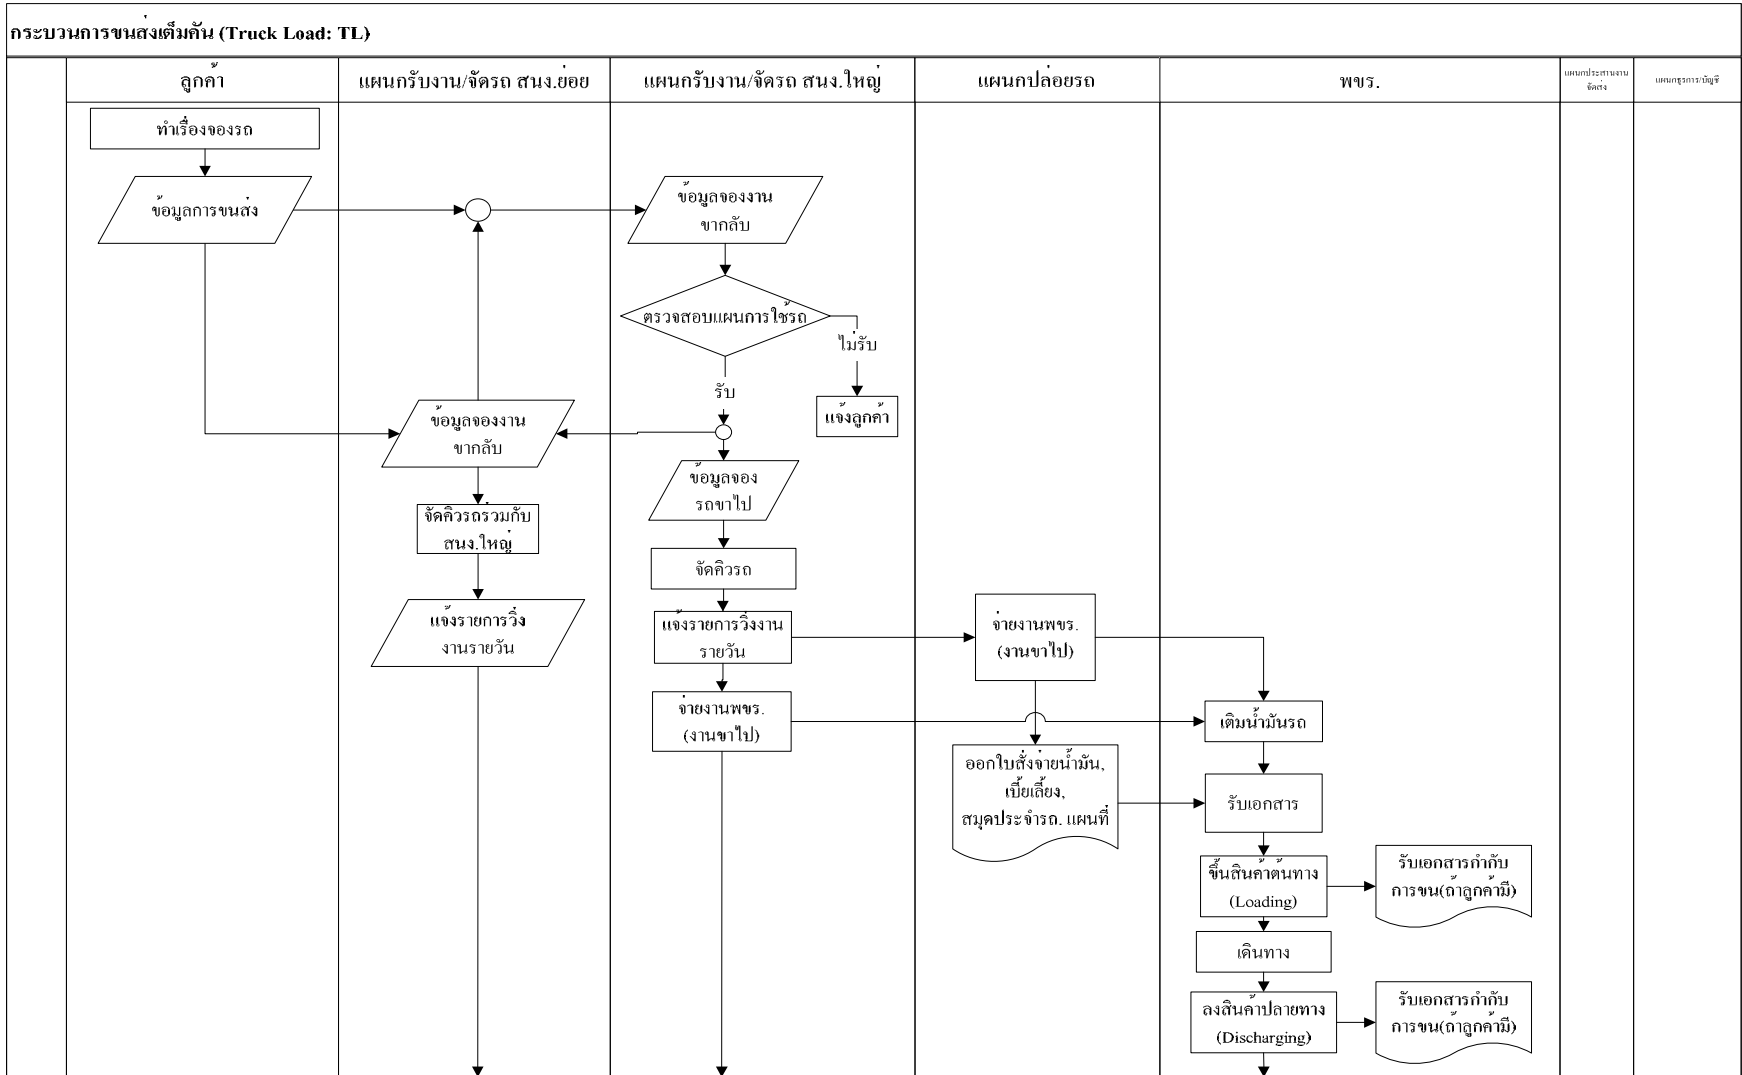 กระบวนการขนส่งเต็มคัน (Truck Load: TL)
ลูกค้า
แผนกรับงาน/จัดรถ สนง.ย่อย
แผนกรับงาน/จัดรถ สนง.ใหญ่
แผนกปล่อยรถ
พขร.
แผนกประสานงาน
จัดส่ง
แผนกธุรการ/บัญชี
ทำเรื่องจองรถ
ข้อมูลการขนส่ง
ข้อมูลจองงาน
ขากลับ
ตรวจสอบแผนการใช้รถ
ไม่รับ
รับ
แจ้งลูกค้า
ข้อมูลจองงาน
ขากลับ
ข้อมูลจอง
รถขาไป
จัดคิวรถร่วมกับ
สนง.ใหญ่
จัดคิวรถ
แจ้งรายการวิ่ง
งานรายวัน
แจ้งรายการวิ่งงาน
รายวัน
จ่ายงานพขร.
(งานขาไป)
จ่ายงานพขร.
(งานขาไป)
เติมน้ำมันรถ
ออกใบสั่งจ่ายน้ำมัน,
เบี้ยเลี้ยง,
สมุดประจำรถ. แผนที่
รับเอกสาร
ขึ้นสินค้าต้นทาง
(Loading)
รับเอกสารกำกับ
การขน(ถ้าลูกค้ามี)
เดินทาง
ลงสินค้าปลายทาง
(Discharging)
รับเอกสารกำกับ
การขน(ถ้าลูกค้ามี)